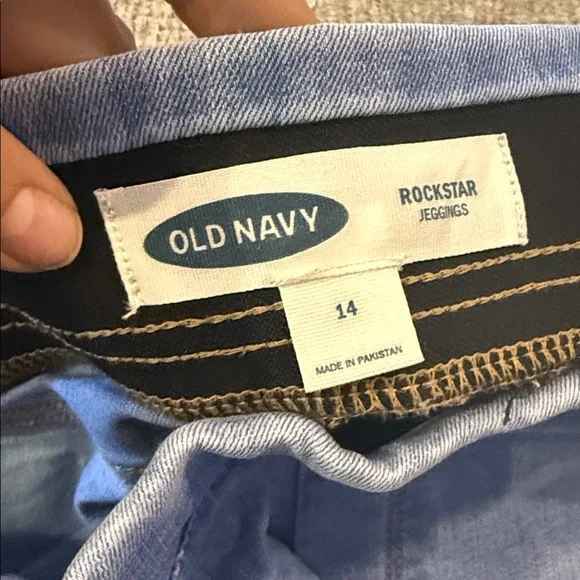 OLD NAVY
ROCKSTAR
JEGGINGS
14
MADE IN PAKISTAN